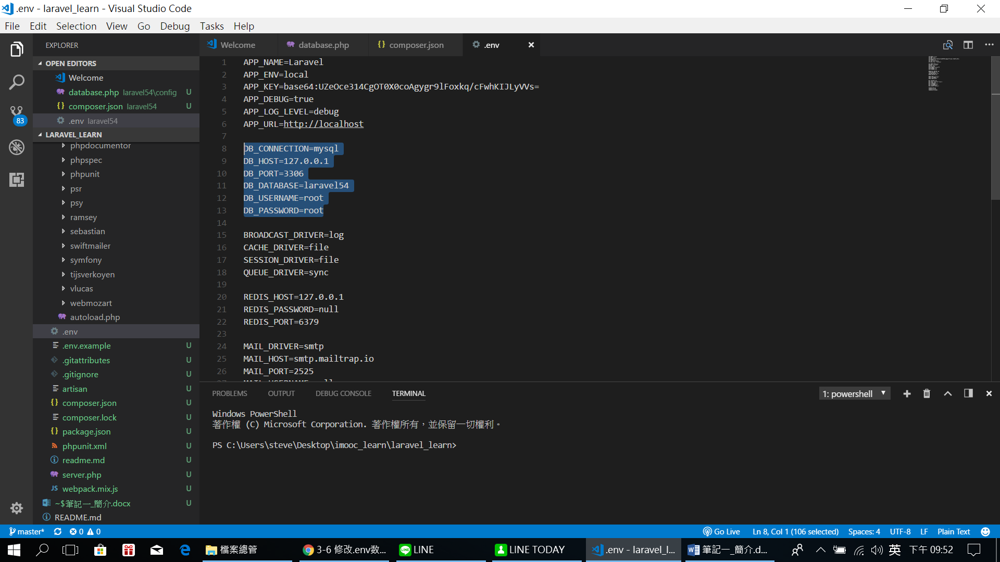 .env - laravel_learn - Visual Studio Code
File Edit Selection View Go Debug Tasks Help
EXPLORER
OPEN EDITORS
Welcome
database.php laravel54\config U
composer.json laravel54 U
.env laravel54
83
LARAVEL_LEARN
phpdocumentor
phpspec
phpunit
psr
psy
ramsey
sebastian
swiftmailer
symfony
tijsverkoyen
vlucas
webmozart
autoload.php
.env
.env.example U
.gitattributes U
.gitignore U
artisan U
composer.json U
composer.lock U
package.json U
phpunit.xml U
readme.md U
server.php U
JS webpack.mix.js U
~$筆記一_簡介.docx U
README.md
Welcome database.php composer.json .env
1 APP_NAME=Laravel
2 APP_ENV=local
3 APP_KEY=base64:UZeOce314CgOT0X0coAgygr9lFoxkq/cFwhKIJLyVVs=
4 APP_DEBUG=true
5 APP_LOG_LEVEL=debug
6 APP_URL=http://localhost
7
8 DB_CONNECTION=mysql
9 DB_HOST=127.0.0.1
10 DB_PORT=3306
11 DB_DATABASE=laravel54
12 DB_USERNAME=root
13 DB_PASSWORD=root
14
15 BROADCAST_DRIVER=log
16 CACHE_DRIVER=file
17 SESSION_DRIVER=file
18 QUEUE_DRIVER=sync
19
20 REDIS_HOST=127.0.0.1
21 REDIS_PASSWORD=null
22 REDIS_PORT=6379
23
24 MAIL_DRIVER=smtp
25 MAIL_HOST=smtp.mailtrap.io
26 MAIL_PORT=2525
PROBLEMS OUTPUT DEBUG CONSOLE TERMINAL 1: powershell
Windows PowerShell
著作權 (C) Microsoft Corporation. 著作權所有，並保留一切權利。
PS C:\Users\steve\Desktop\imooc_learn\laravel_learn>
master* 0 0 Go Live Ln 8, Col 1 (106 selected) Spaces: 4 UTF-8 LF Plain Text
檔案總管 3-6 修改.env数... LINE LINE TODAY .env - laravel_l... 筆記一_簡介.d... 英 下午 09:52